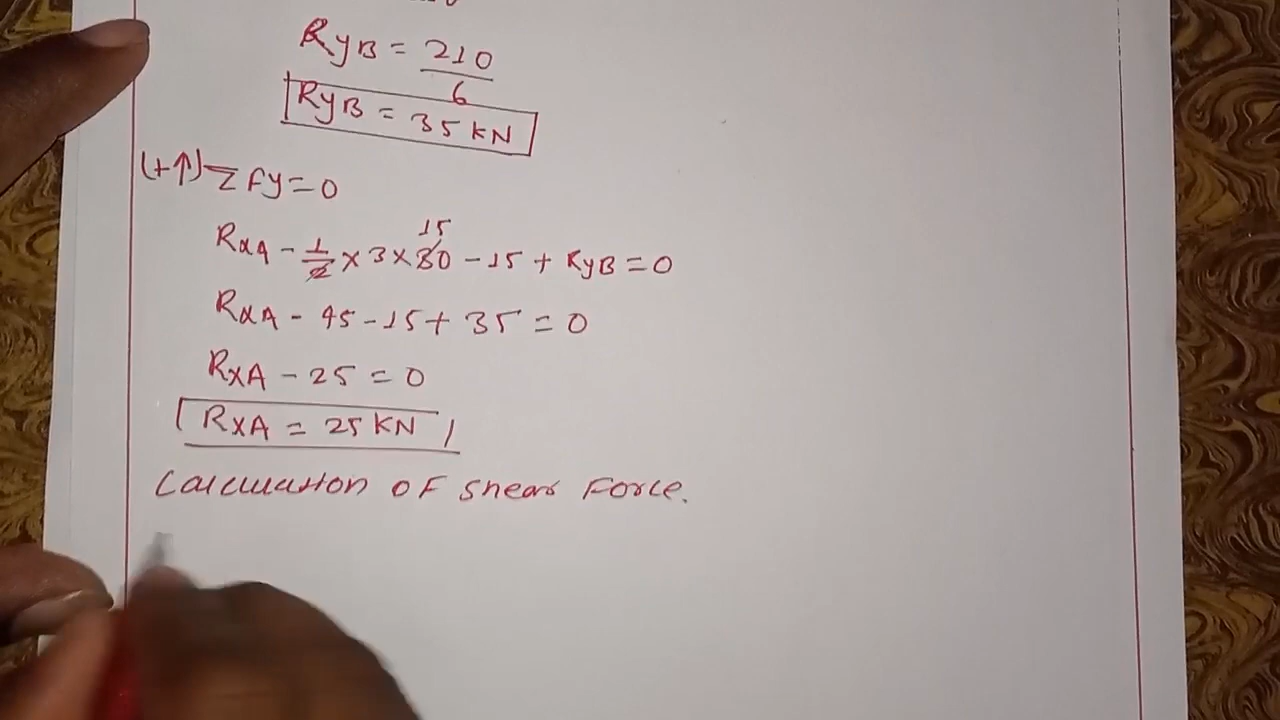 RyB = 210/6
RyB = 35 KN
(+↑) Σfy=0
RxA - 1/2 x 3 x 30 15 - 15 + RyB = 0
RxA - 45 - 15 + 35 = 0
RxA - 25 = 0
RxA = 25 KN
Calculation OF Shear Force.